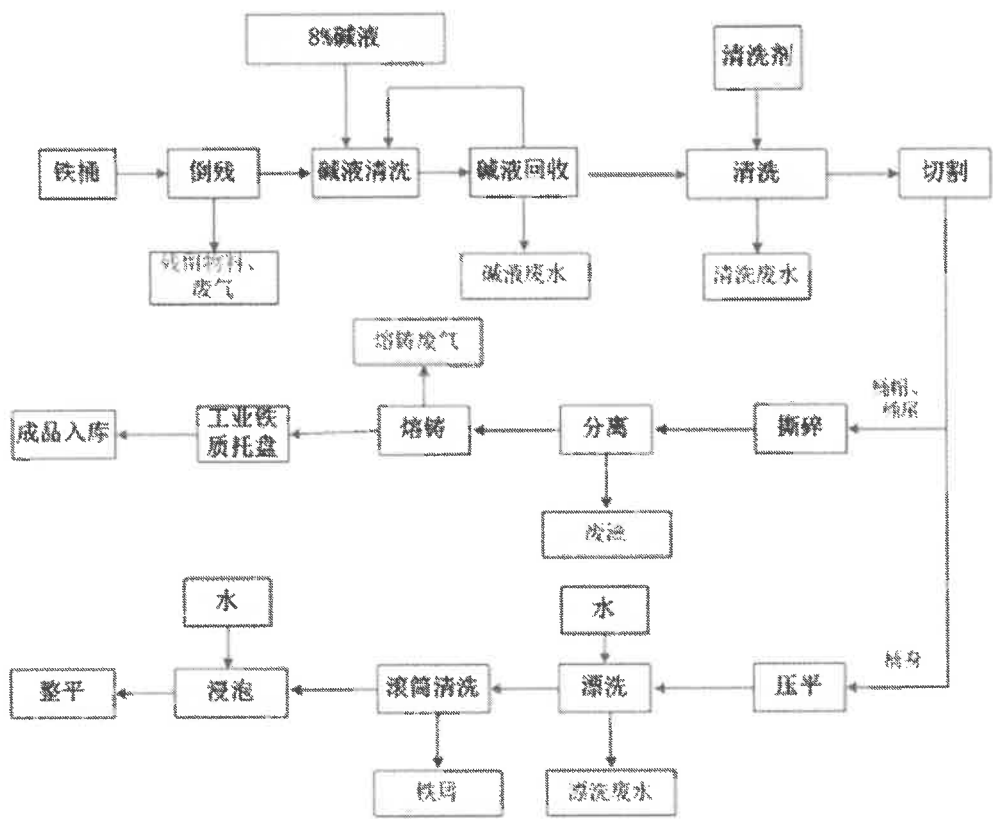 8%碱液
清洗剂
铁桶
倒残
碱液清洗
碱液回收
清洗
切割
废气
碱液废水
清洗废水
熔铸废气
成品入库
工业铁
质托盘
熔铸
分离
撕碎
废渣
水
水
桶身
整平
浸泡
滚筒清洗
漂洗
压平
漂洗废水